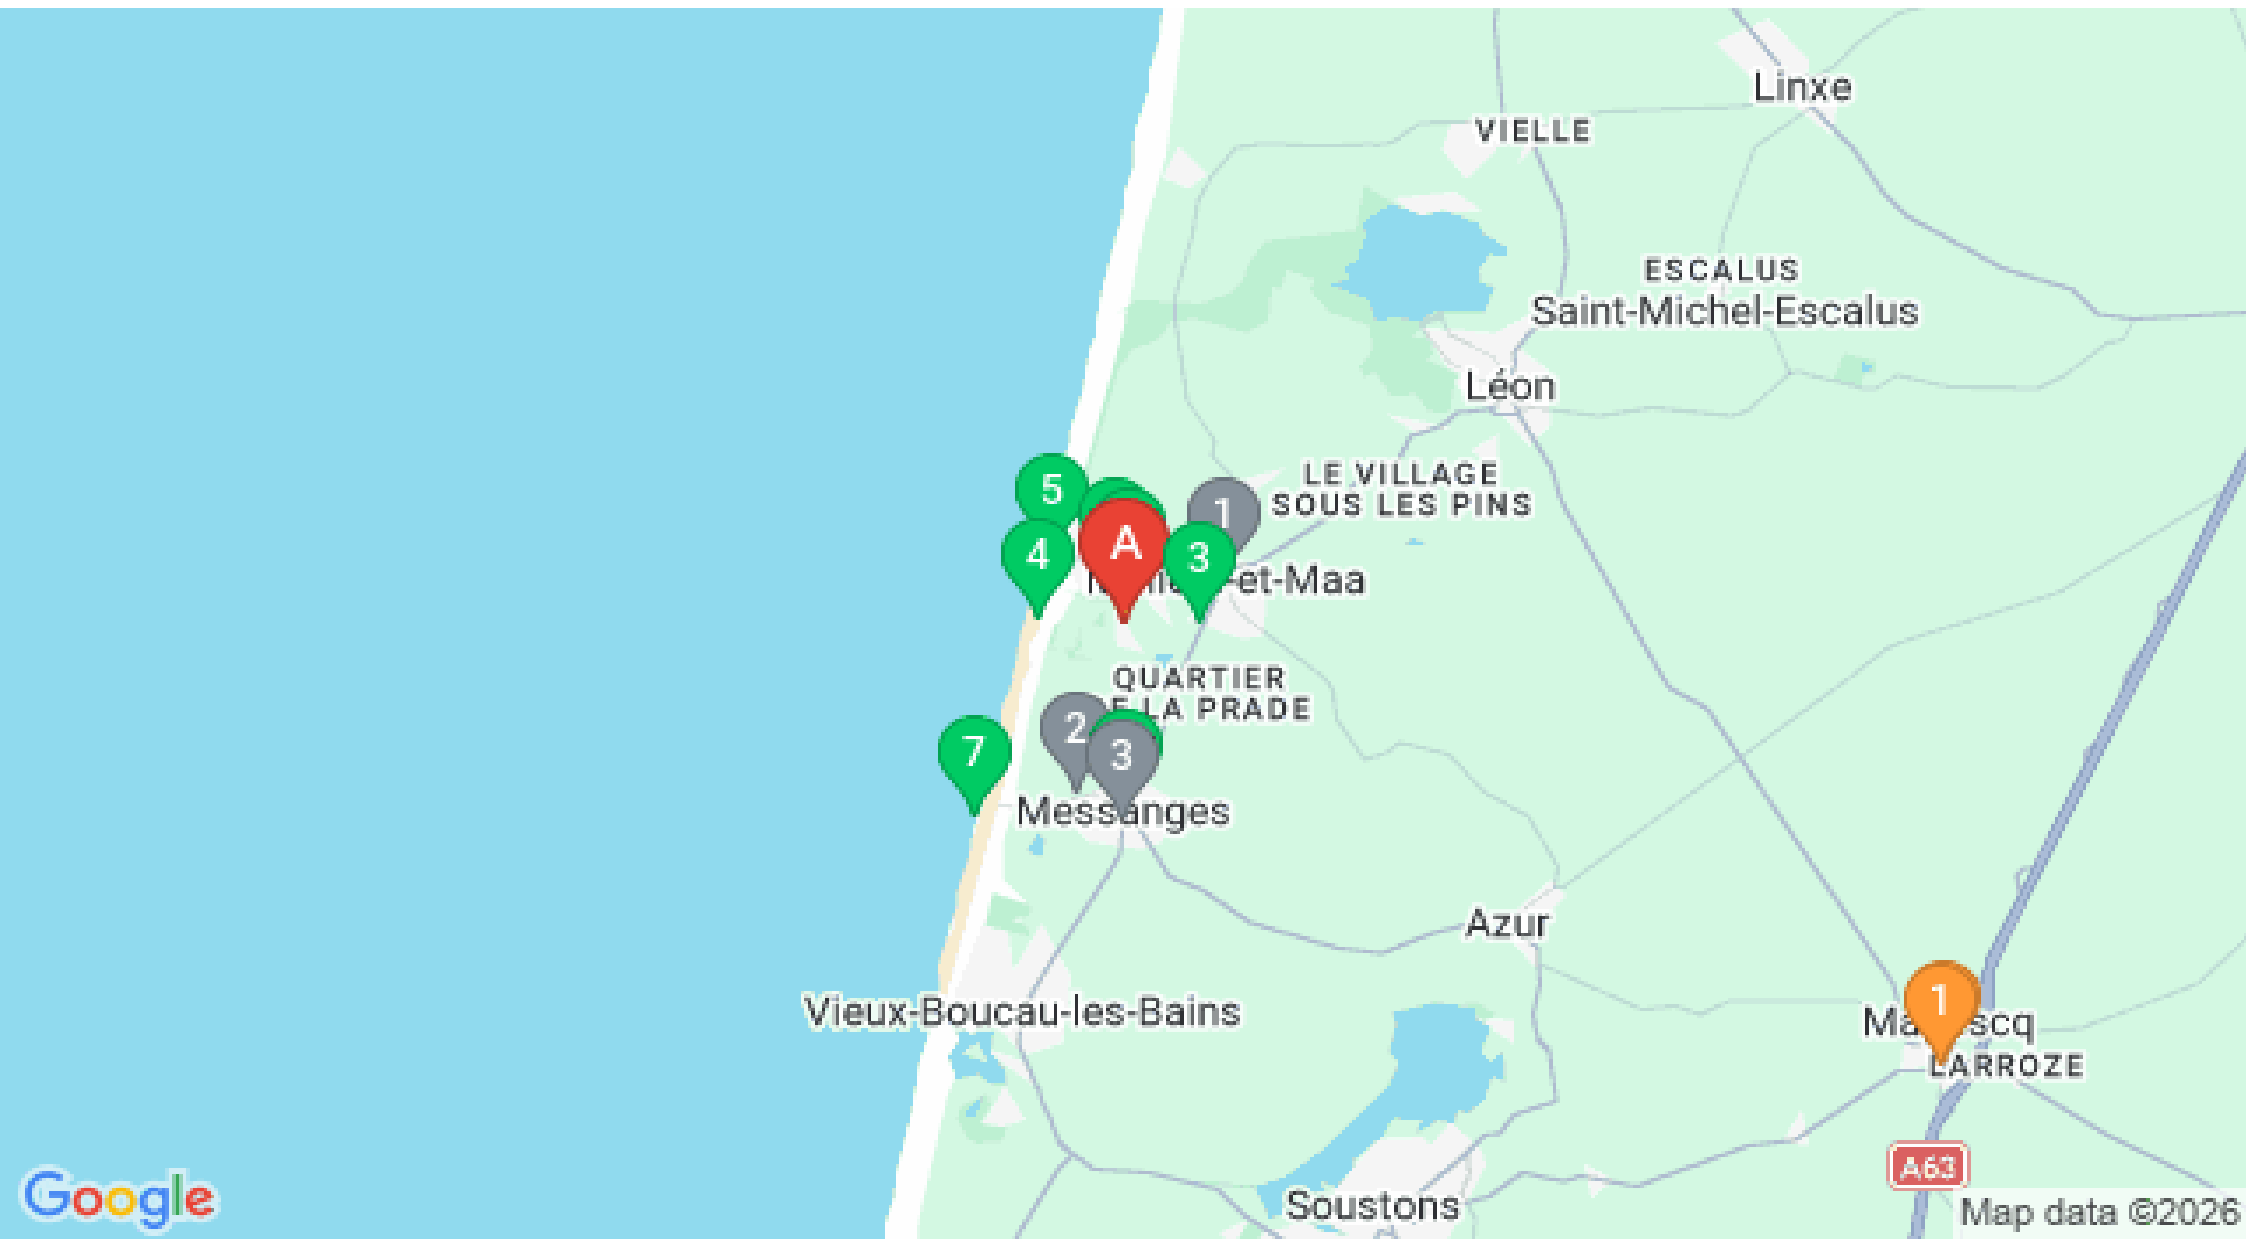 Linxe
VIELLE
ESCALUS
Saint-Michel-Escalus
Léon
LE VILLAGE
SOUS LES PINS
5
1
A
4
3
-et-Maa
QUARTIER
LA PRADE
2
3
7
Messanges
Azur
Vieux-Boucau-les-Bains
1
LARROZE
A63
Soustons
Google
Map data ©2026